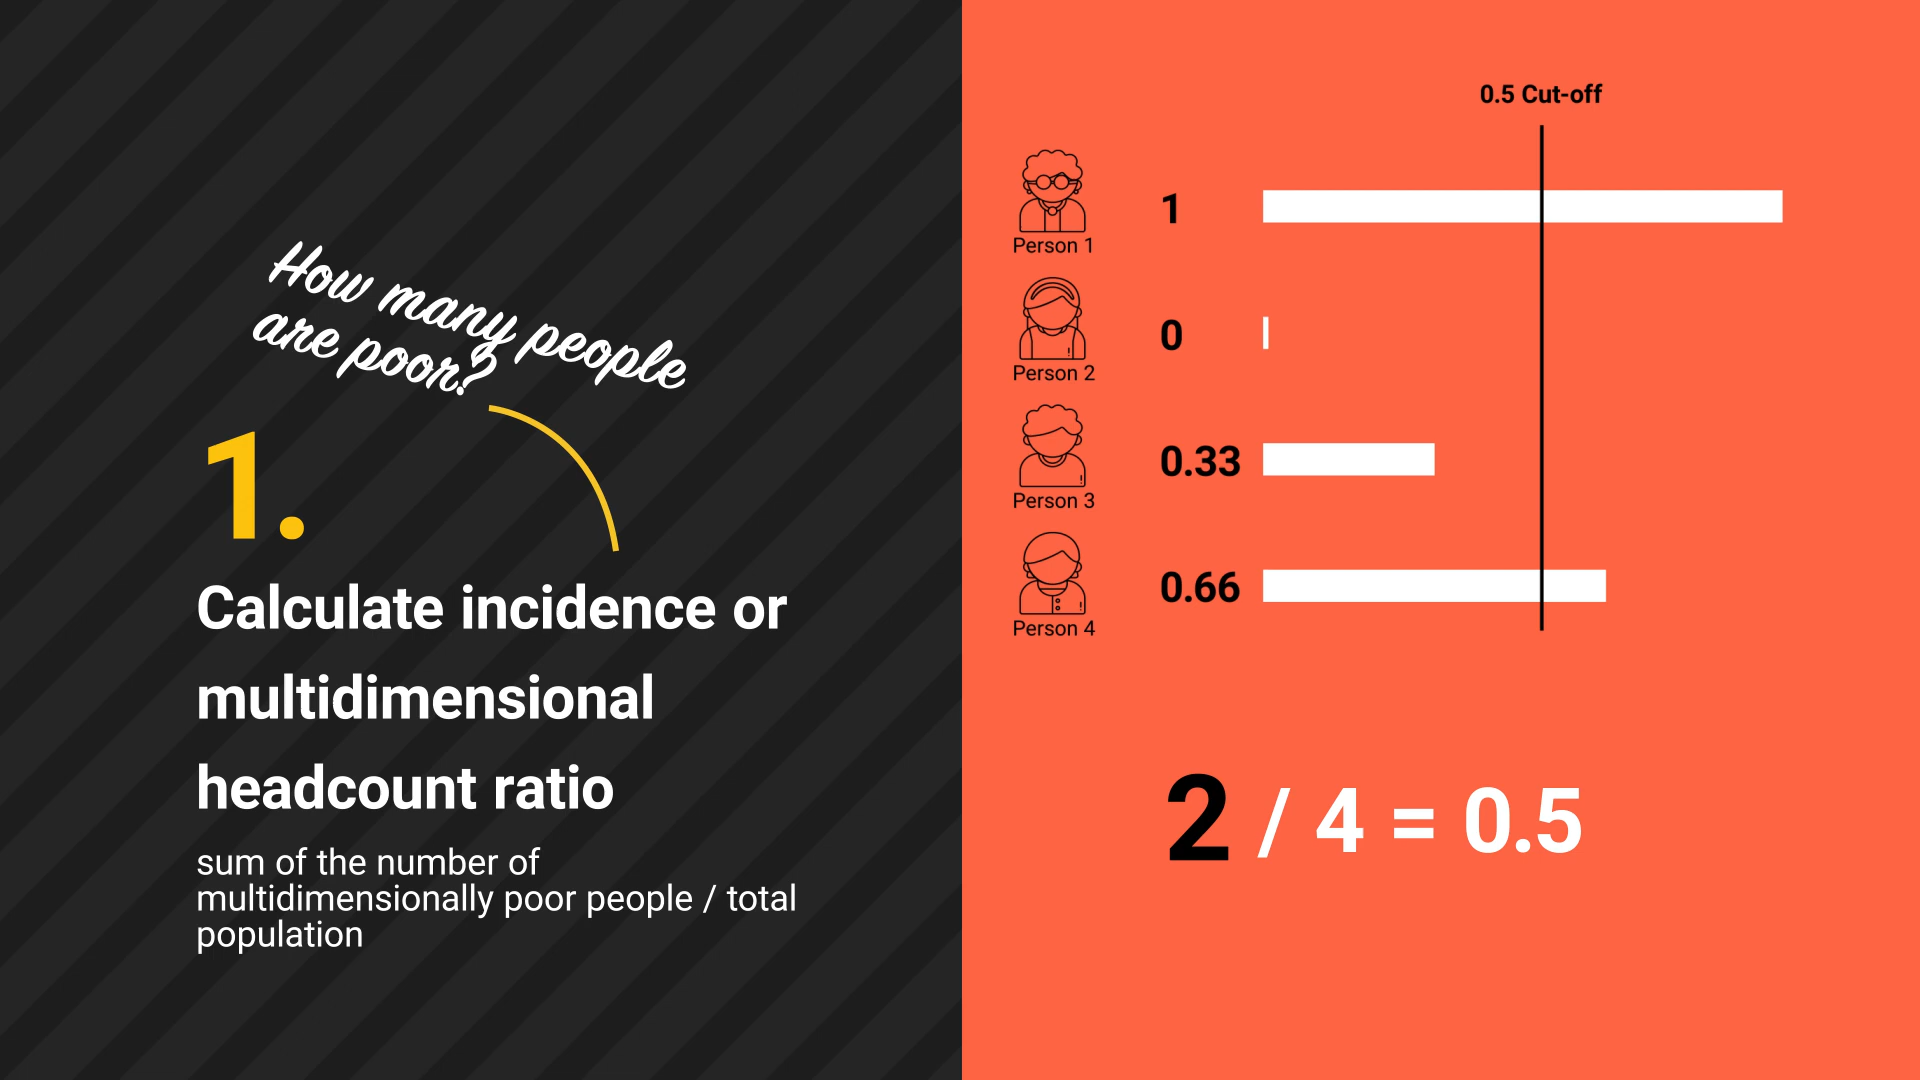 How many people
are poor?
1.
Calculate incidence or
multidimensional
headcount ratio
sum of the number of
multidimensionally poor people / total
population
0.5 Cut-off
1
Person 1
0
Person 2
0.33
Person 3
0.66
Person 4
2 / 4 = 0.5